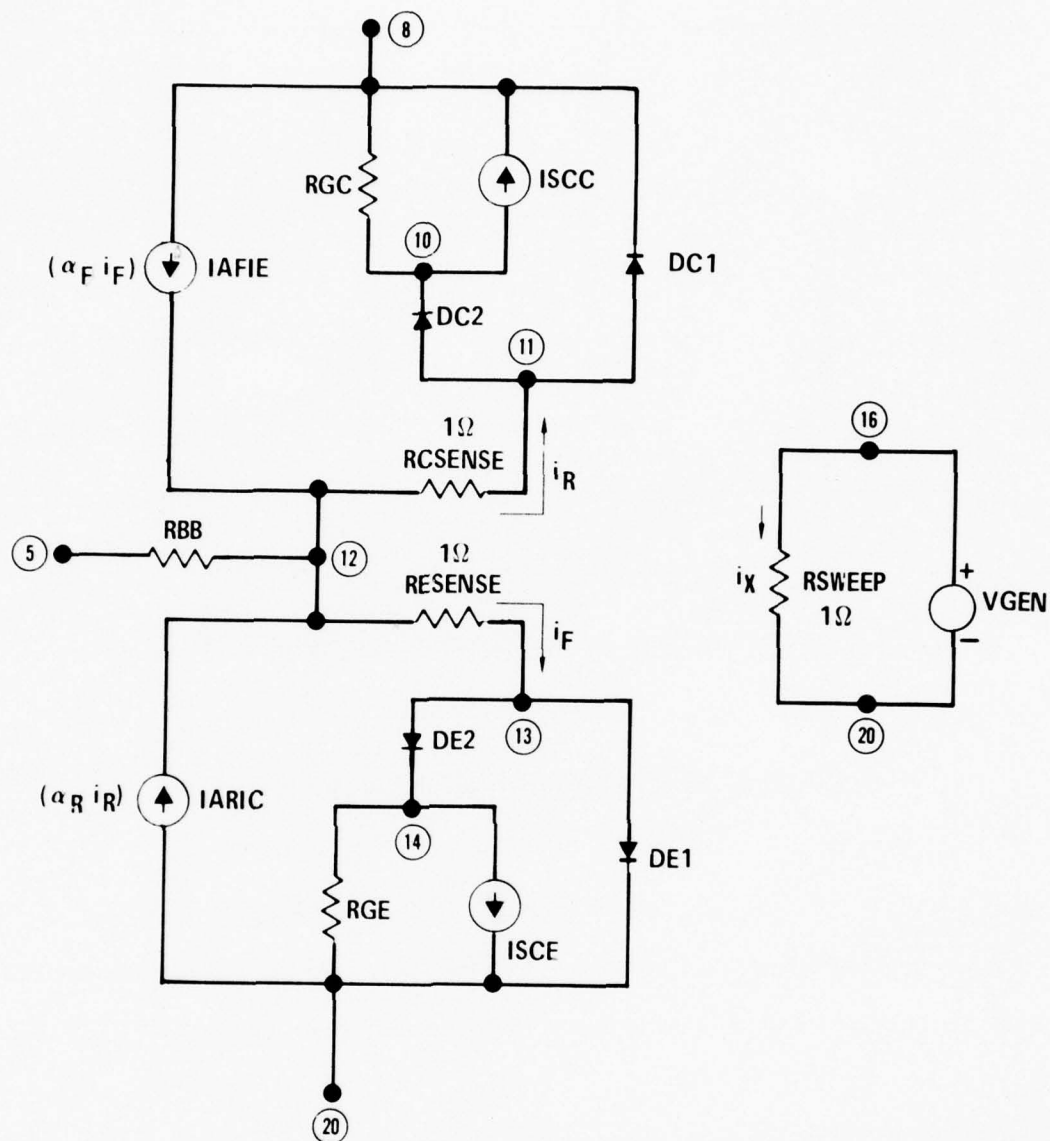 8
RGC
ISCC
10
(αF iF)
IAFIE
DC1
DC2
11
1Ω
RCSENSE
iR
16
RBB
5
12
1Ω
RESENSE
iF
iX
RSWEEP
1Ω
+
VGEN
−
DE2
13
20
(αR iR)
IARIC
14
DE1
RGE
ISCE
20